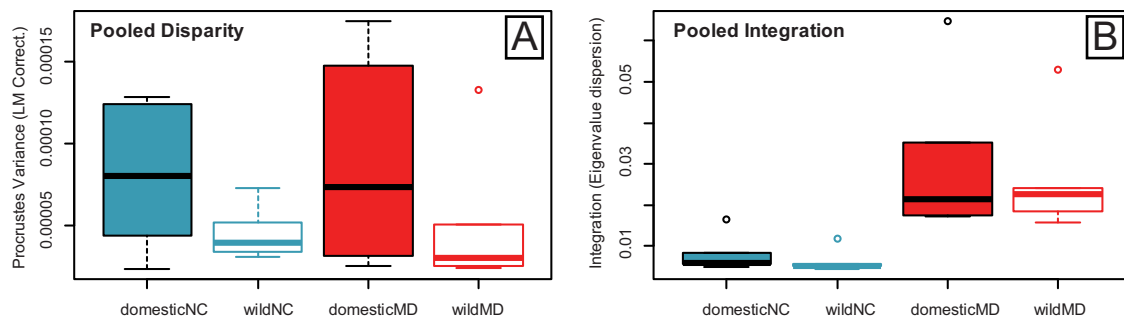 Pooled Disparity
A
Procrustes Variance (LM Correct.)
0.00015
0.00010
0.00005
domesticNC
wildNC
domesticMD
wildMD
Pooled Integration
B
Integration (Eigenvalue dispersion)
0.05
0.03
0.01
domesticNC
wildNC
domesticMD
wildMD